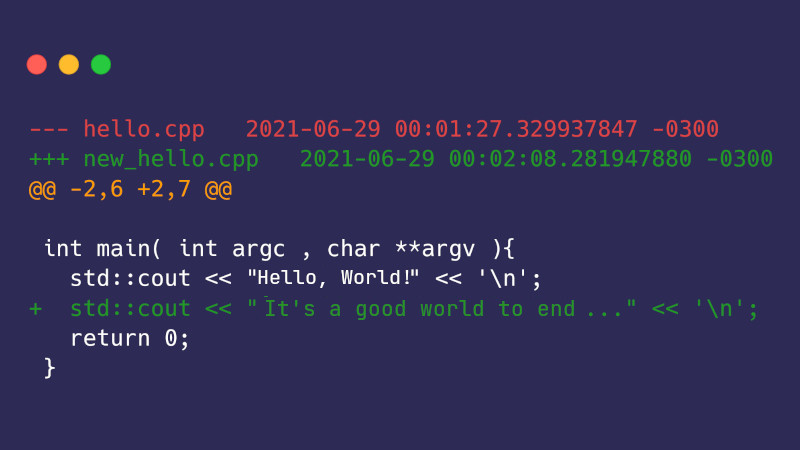 --- hello.cpp   2021-06-29 00:01:27.329937847 -0300
+++ new_hello.cpp   2021-06-29 00:02:08.281947880 -0300
@@ -2,6 +2,7 @@
 int main( int argc , char **argv ){
   std::cout << "Hello, World!" << '\n';
+  std::cout << "It's a good world to end ..." << '\n';
   return 0;
 }